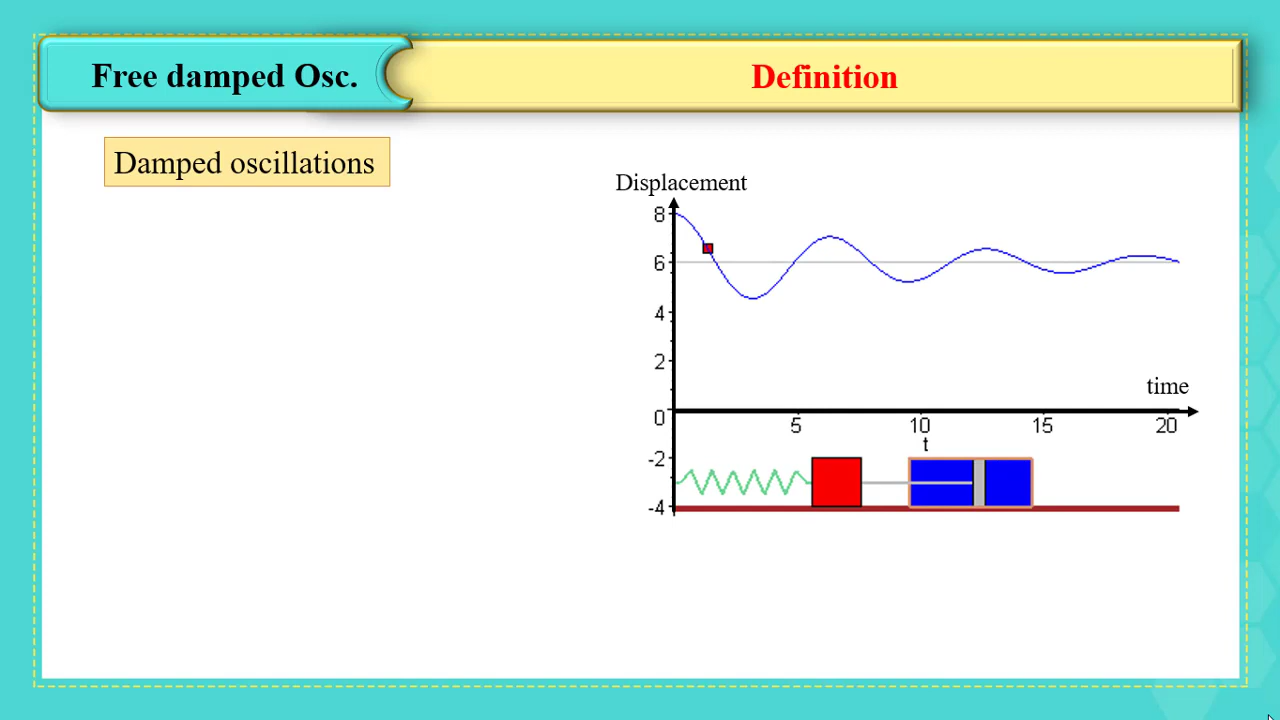 Free damped Osc.
Definition
Damped oscillations
Displacement
8
6
4
2
time
0
5 10 15 20
t
-2
-4